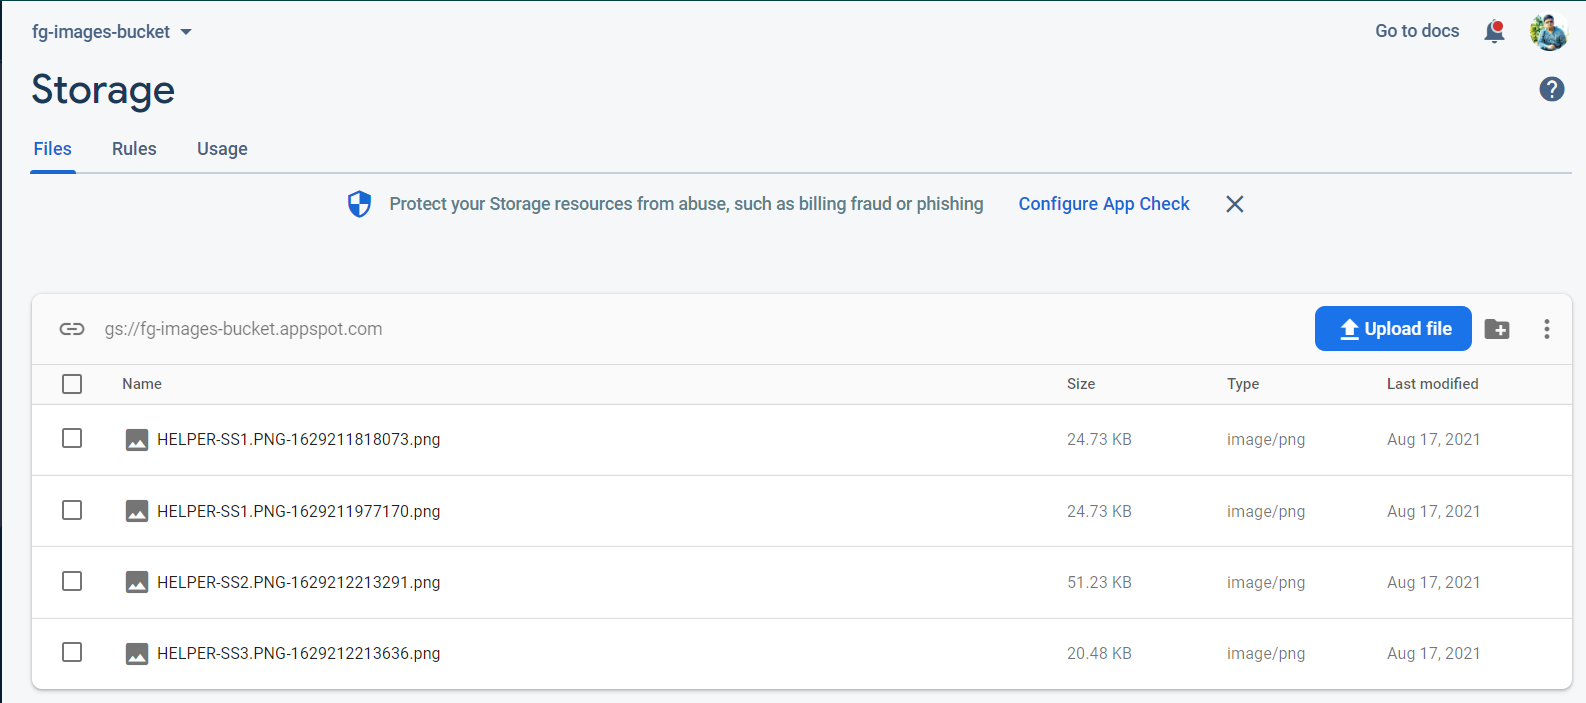 fg-images-bucket
Go to docs
Storage
?
Files Rules Usage
Protect your Storage resources from abuse, such as billing fraud or phishing Configure App Check
gs://fg-images-bucket.appspot.com
Upload file
Name Size Type Last modified
HELPER-SS1.PNG-1629211818073.png 24.73 KB image/png Aug 17, 2021
HELPER-SS1.PNG-1629211977170.png 24.73 KB image/png Aug 17, 2021
HELPER-SS2.PNG-1629212213291.png 51.23 KB image/png Aug 17, 2021
HELPER-SS3.PNG-1629212213636.png 20.48 KB image/png Aug 17, 2021